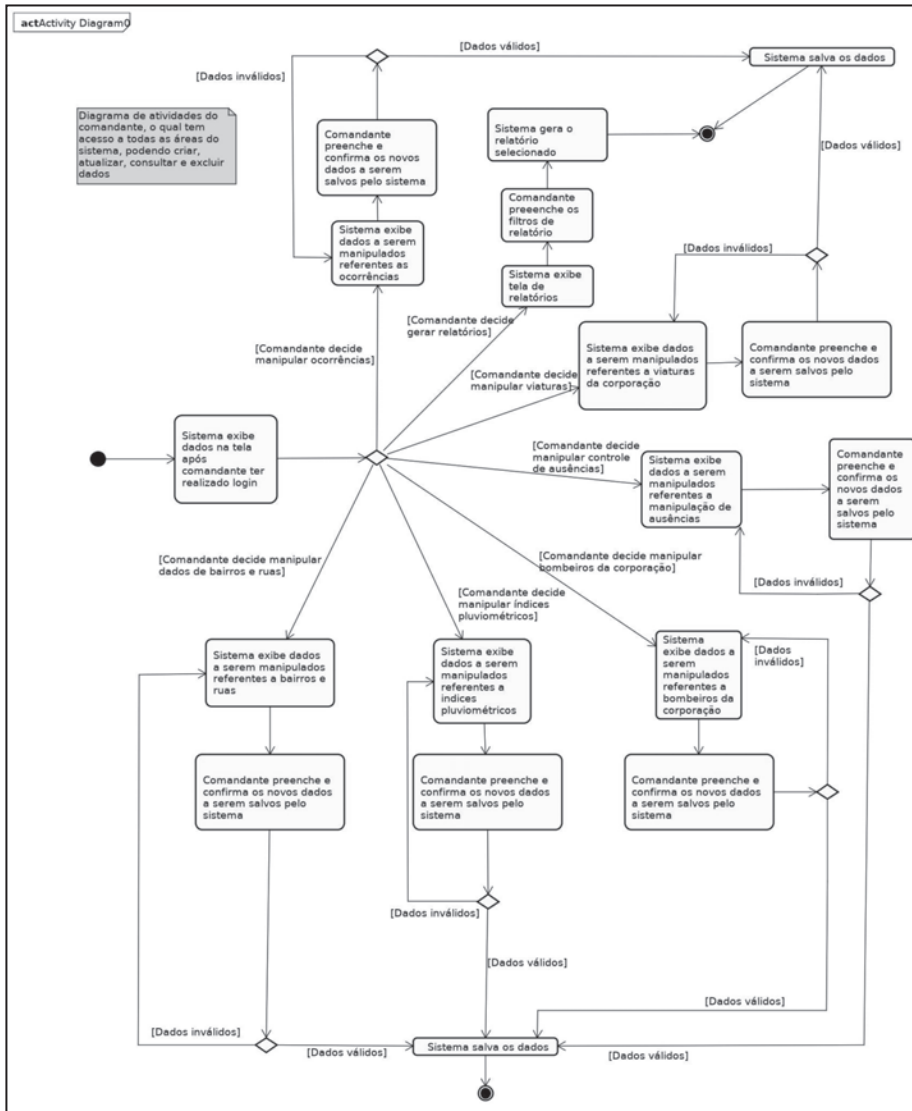 actActivity Diagram0
[Dados válidos]
Sistema salva os dados
[Dados inválidos]
Diagrama de atividades do
comandante, o qual tem
acesso a todas as áreas do
sistema, podendo criar,
atualizar, consultar e excluir
dados
Comandante
preenche e
confirma os novos
dados a serem
salvos pelo sistema
Sistema gera o
relatório
selecionado
[Dados válidos]
Comandante
preeenche os
filtros de
relatório
Sistema exibe
dados a serem
manipulados
referentes as
ocorrências
[Dados inválidos]
Sistema exibe
tela de
relatórios
[Comandante decide
gerar relatórios]
[Comandante decide
manipular ocorrências]
Sistema exibe dados
a serem manipulados
referentes a viaturas
da corporação
Comandante preenche e
confirma os novos dados
a serem salvos pelo
sistema
[Comandante decide
manipular viaturas]
Sistema exibe
dados na tela
após
comandante ter
realizado login
[Comandante decide
manipular controle
de ausências]
Sistema exibe
dados a serem
manipulados
referentes a
manipulação de
ausências
Comandante
preenche e
confirma os
novos dados
a serem
salvos pelo
sistema
[Comandante decide manipular
dados de bairros e ruas]
[Comandante decide manipular
bombeiros da corporação]
[Dados inválidos]
[Comandante decide
manipular índices
pluviométricos]
Sistema exibe dados
a serem manipulados
referentes a bairros e
ruas
Sistema exibe
dados a serem
manipulados
referentes a
indices
pluviométricos
Sistema
exibe dados a
serem
manipulados
referentes a
bombeiros da
corporação
[Dados
inválidos]
Comandante preenche e
confirma os novos dados
a serem salvos pelo
sistema
Comandante preenche e
confirma os novos dados
a serem salvos pelo
sistema
Comandante preenche e
confirma os novos dados
a serem salvos pelo
sistema
[Dados inválidos]
[Dados válidos]
[Dados válidos]
[Dados inválidos]
[Dados válidos]
Sistema salva os dados
[Dados válidos]